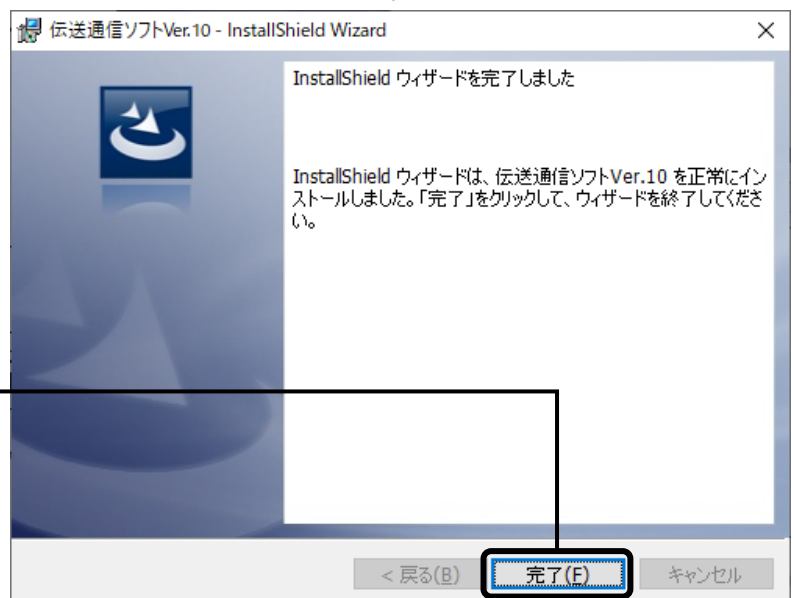 伝送通信ソフトVer.10 - InstallShield Wizard
InstallShield ウィザードを完了しました
InstallShield ウィザードは、伝送通信ソフトVer.10 を正常にイン
ストールしました。「完了」をクリックして、ウィザードを終了してくださ
い。
< 戻る(B) 完了(F) キャンセル